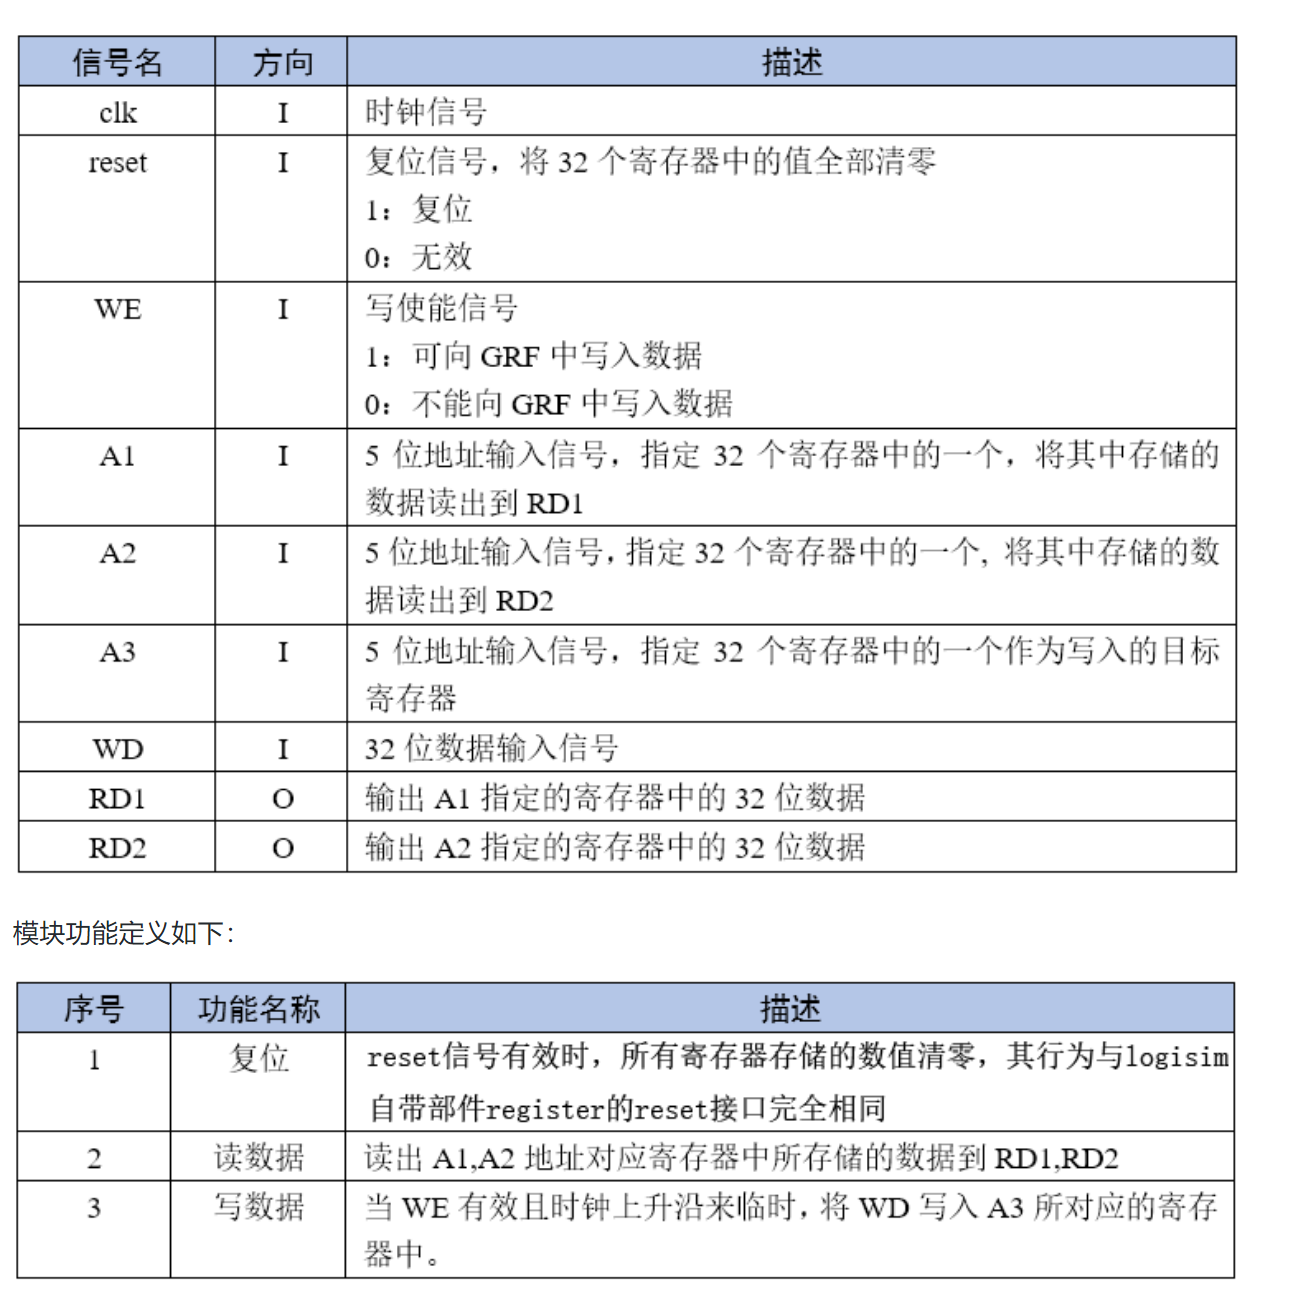 信号名 方向 描述
clk I 时钟信号
reset I 复位信号，将 32 个寄存器中的值全部清零
1：复位
0：无效
WE I 写使能信号
1：可向 GRF 中写入数据
0：不能向 GRF 中写入数据
A1 I 5 位地址输入信号，指定 32 个寄存器中的一个，将其中存储的
数据读出到 RD1
A2 I 5 位地址输入信号，指定 32 个寄存器中的一个，将其中存储的数
据读出到 RD2
A3 I 5 位地址输入信号，指定 32 个寄存器中的一个作为写入的目标
寄存器
WD I 32 位数据输入信号
RD1 O 输出 A1 指定的寄存器中的 32 位数据
RD2 O 输出 A2 指定的寄存器中的 32 位数据
模块功能定义如下：
序号 功能名称 描述
1 复位 reset信号有效时，所有寄存器存储的数值清零，其行为与logisim
自带部件register的reset接口完全相同
2 读数据 读出 A1,A2 地址对应寄存器中所存储的数据到 RD1,RD2
3 写数据 当 WE 有效且时钟上升沿来临时，将 WD 写入 A3 所对应的寄存
器中。